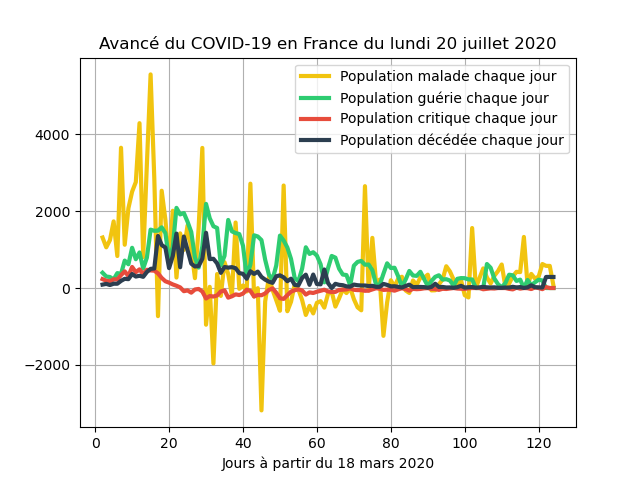 Avancé du COVID-19 en France du lundi 20 juillet 2020
Population malade chaque jour
Population guérie chaque jour
Population critique chaque jour
Population décédée chaque jour
4000
2000
0
−2000
0 20 40 60 80 100 120
Jours à partir du 18 mars 2020